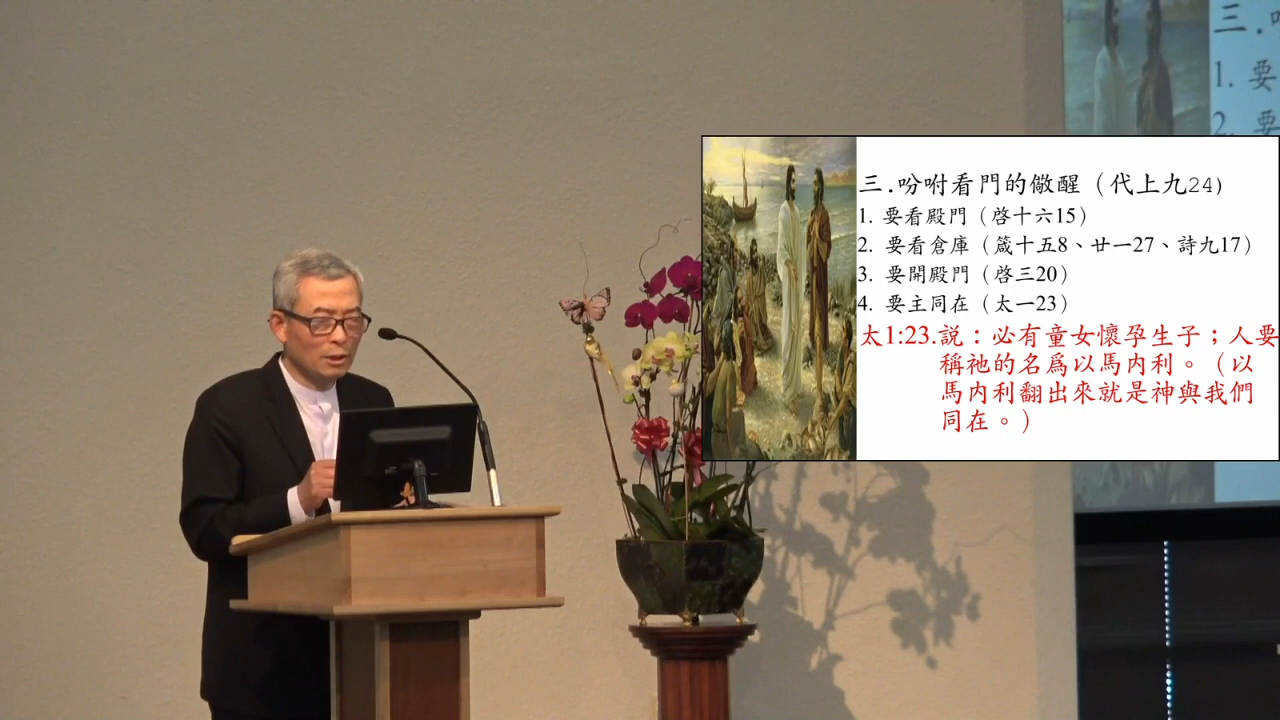 三.吩咐看門的儆醒（代上九24）
1. 要看殿門（啓十六15）
2. 要看倉庫（箴十五8、廿一27、詩九17）
3. 要開殿門（啓三20）
4. 要主同在（太一23）
太1:23.説：必有童女懷孕生子；人要
稱祂的名爲以馬内利。（以
馬内利翻出來就是神與我們
同在。）
三.
1. 要
2. 要